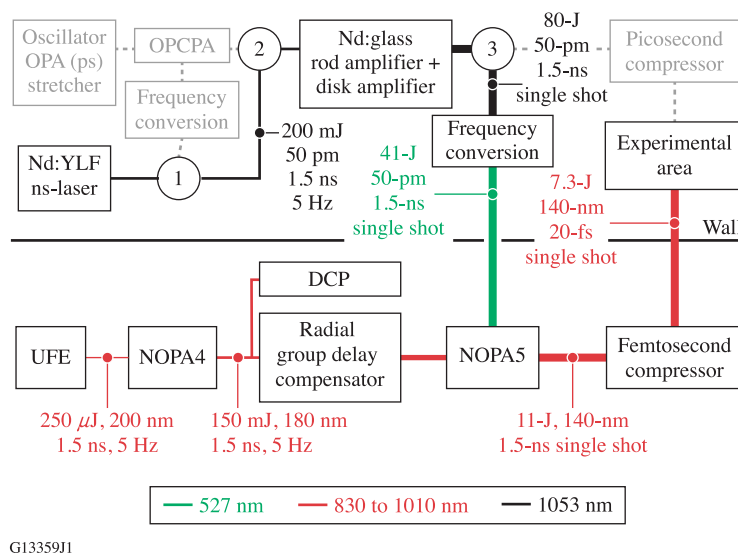 Oscillator
OPA (ps)
stretcher
OPCPA
Frequency
conversion
2
Nd:glass
rod amplifier +
disk amplifier
3
80-J
50-pm
1.5-ns
single shot
Picosecond
compressor
Nd:YLF
ns-laser
1
200 mJ
50 pm
1.5 ns
5 Hz
Frequency
conversion
41-J
50-pm
1.5-ns
single shot
Experimental
area
7.3-J
140-nm
20-fs
single shot
Wall
DCP
UFE
NOPA4
Radial
group delay
compensator
NOPA5
Femtosecond
compressor
250 μJ, 200 nm
1.5 ns, 5 Hz
150 mJ, 180 nm
1.5 ns, 5 Hz
11-J, 140-nm
1.5-ns single shot
527 nm
830 to 1010 nm
1053 nm
G13359J1